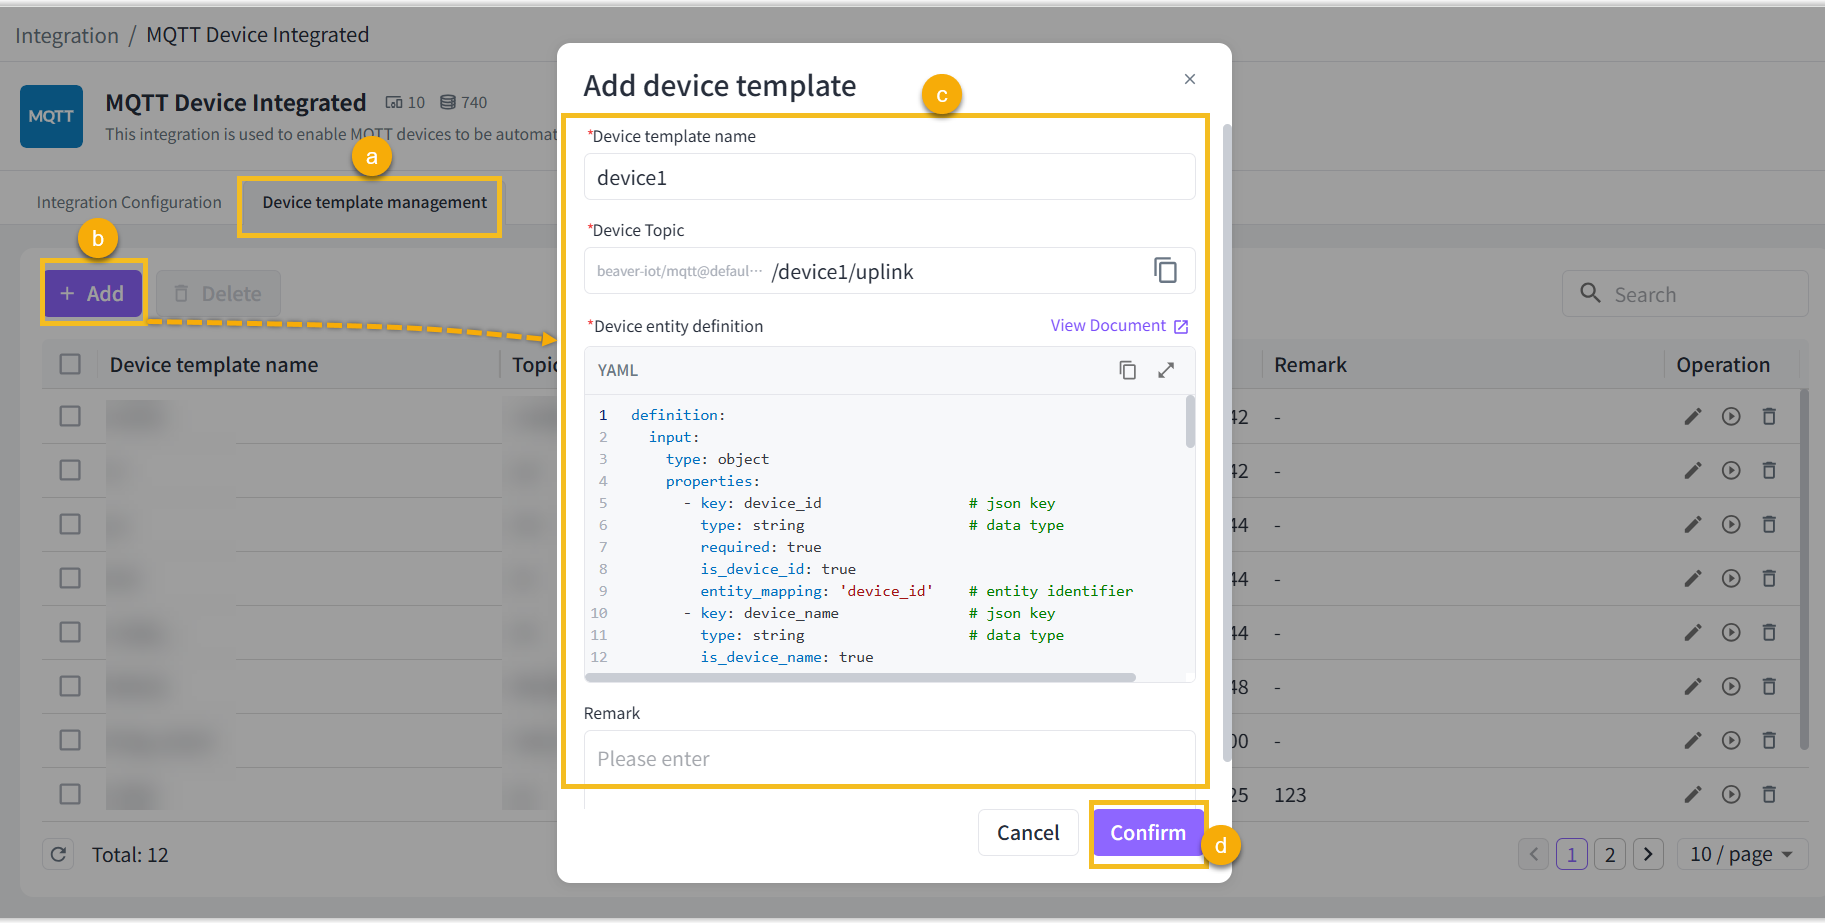 Integration / MQTT Device Integrated
MQTT
MQTT Device Integrated 10 740
This integration is used to enable MQTT devices to be automat
a
Integration Configuration Device template management
b
+ Add Delete
Search
Device template name Topic Remark Operation
42 -
42 -
44 -
44 -
44 -
48 -
00 -
25 123
Total: 12
1 2 10 / page
Add device template
c
*Device template name
device1
*Device Topic
beaver-iot/mqtt@defaul··· /device1/uplink
*Device entity definition View Document
YAML
1 definition:
2 input:
3 type: object
4 properties:
5 - key: device_id # json key
6 type: string # data type
7 required: true
8 is_device_id: true
9 entity_mapping: 'device_id' # entity identifier
10 - key: device_name # json key
11 type: string # data type
12 is_device_name: true
Remark
Please enter
Cancel Confirm
d